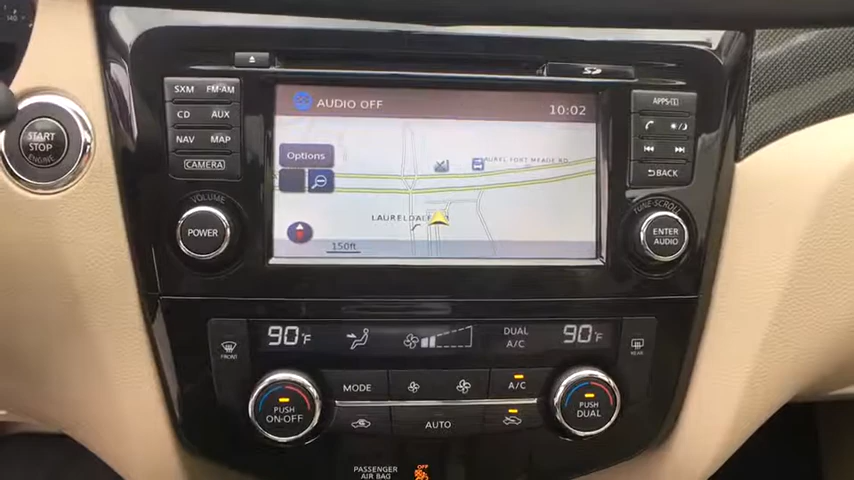 140
START
STOP
ENGINE
SXM FM·AM
CD AUX
NAV MAP
CAMERA
VOLUME
POWER
AUDIO OFF 10:02
Options
LAUREL FORT MEADE RD
LAURELDALE
150ft
APPS
BACK
TUNE·SCROLL
ENTER
AUDIO
FRONT
90°F
DUAL
A/C
90°F
REAR
PUSH
ON·OFF
MODE
A/C
AUTO
PUSH
DUAL
PASSENGER
AIR BAG
OFF